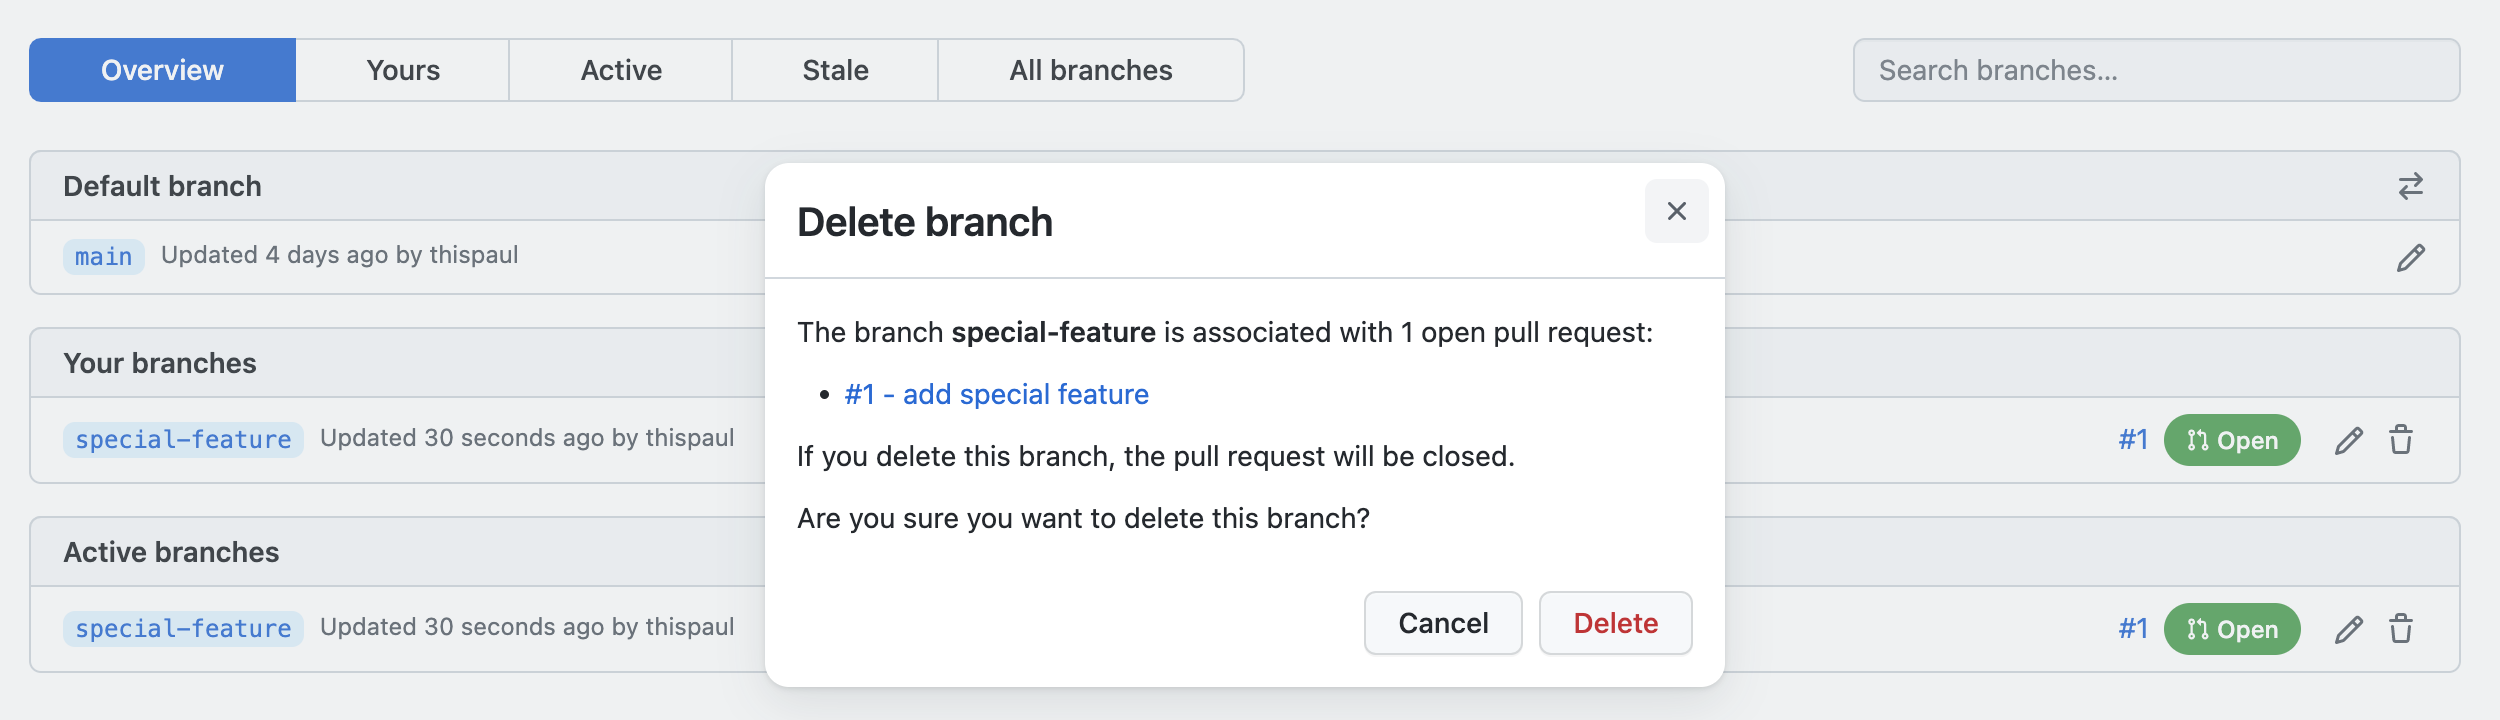 Overview Yours Active Stale All branches Search branches...
Default branch
main Updated 4 days ago by thispaul
Your branches
special-feature Updated 30 seconds ago by thispaul #1 Open
Active branches
special-feature Updated 30 seconds ago by thispaul #1 Open
Delete branch
The branch special-feature is associated with 1 open pull request:
• #1 - add special feature
If you delete this branch, the pull request will be closed.
Are you sure you want to delete this branch?
Cancel Delete